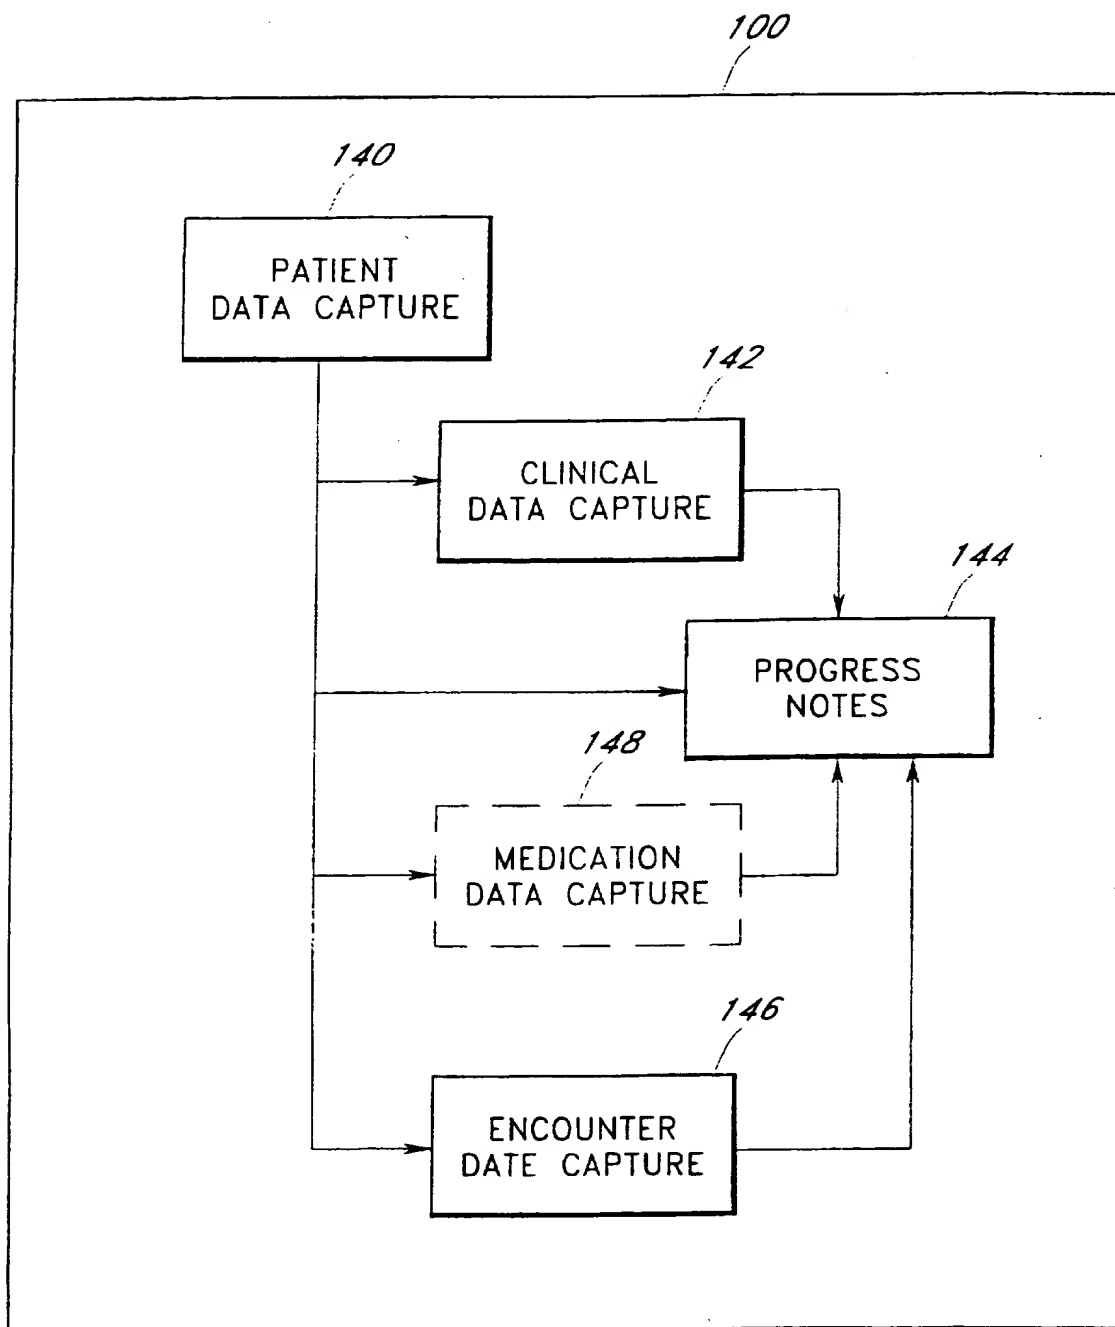 100
140
PATIENT
DATA CAPTURE
142
CLINICAL
DATA CAPTURE
144
PROGRESS
NOTES
148
MEDICATION
DATA CAPTURE
146
ENCOUNTER
DATE CAPTURE